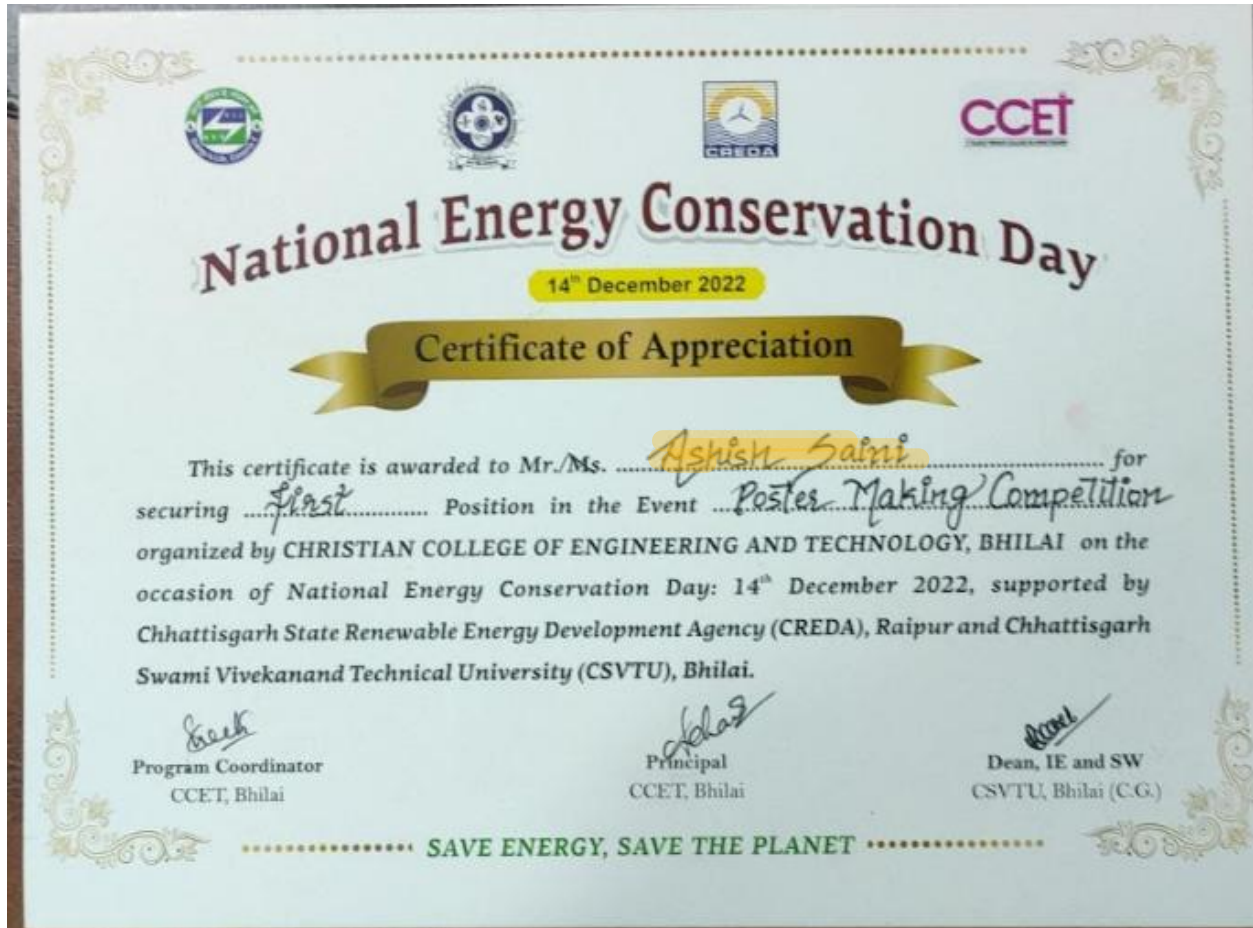 CREDA
CCET
National Energy Conservation Day
14th December 2022
Certificate of Appreciation
This certificate is awarded to Mr./Ms. Ashish Saini for
securing First Position in the Event Poster Making Competition
organized by CHRISTIAN COLLEGE OF ENGINEERING AND TECHNOLOGY, BHILAI on the
occasion of National Energy Conservation Day: 14th December 2022, supported by
Chhattisgarh State Renewable Energy Development Agency (CREDA), Raipur and Chhattisgarh
Swami Vivekanand Technical University (CSVTU), Bhilai.
Program Coordinator
CCET, Bhilai
Principal
CCET, Bhilai
Dean, IE and SW
CSVTU, Bhilai (C.G.)
SAVE ENERGY, SAVE THE PLANET